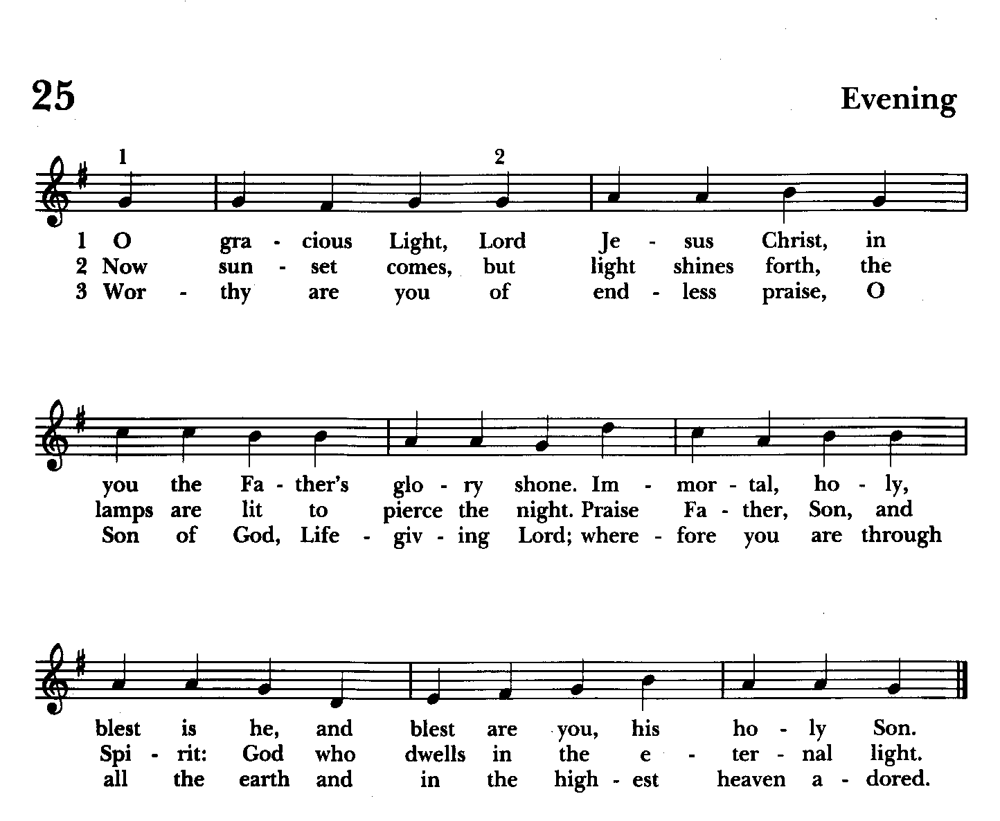 25
Evening
1 2
1 O gra - cious Light, Lord Je - sus Christ, in
2 Now sun - set comes, but light shines forth, the
3 Wor - thy are you of end - less praise, O
you the Fa - ther's glo - ry shone. Im - mor - tal, ho - ly,
lamps are lit to pierce the night. Praise Fa - ther, Son, and
Son of God, Life - giv - ing Lord; where - fore you are through
blest is he, and blest are you, his ho - ly Son.
Spi - rit: God who dwells in the e - ter - nal light.
all the earth and in the high - est heaven a - dored.